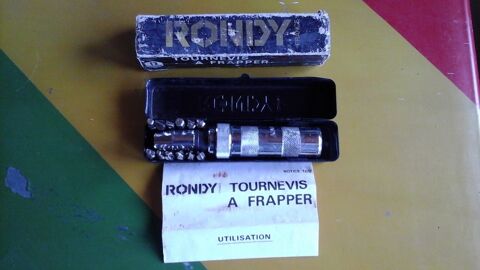 RONDY
TOURNEVIS
A FRAPPER
RONDY
RONDY TOURNEVIS
A FRAPPER
UTILISATION